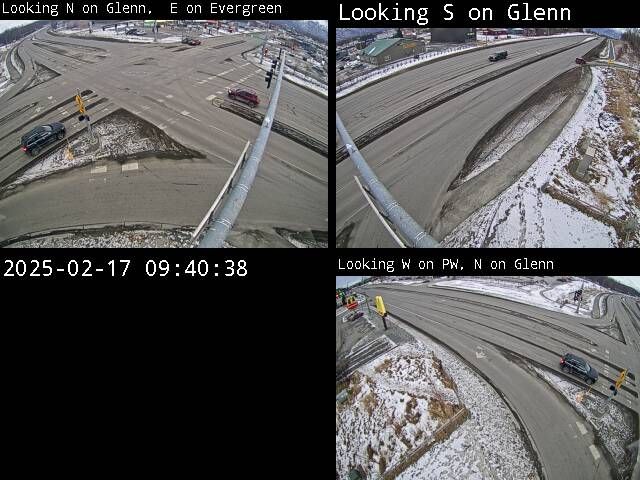 Looking N on Glenn,  E on Evergreen
Looking S on Glenn
2025-02-17 09:40:38
Looking W on PW, N on Glenn